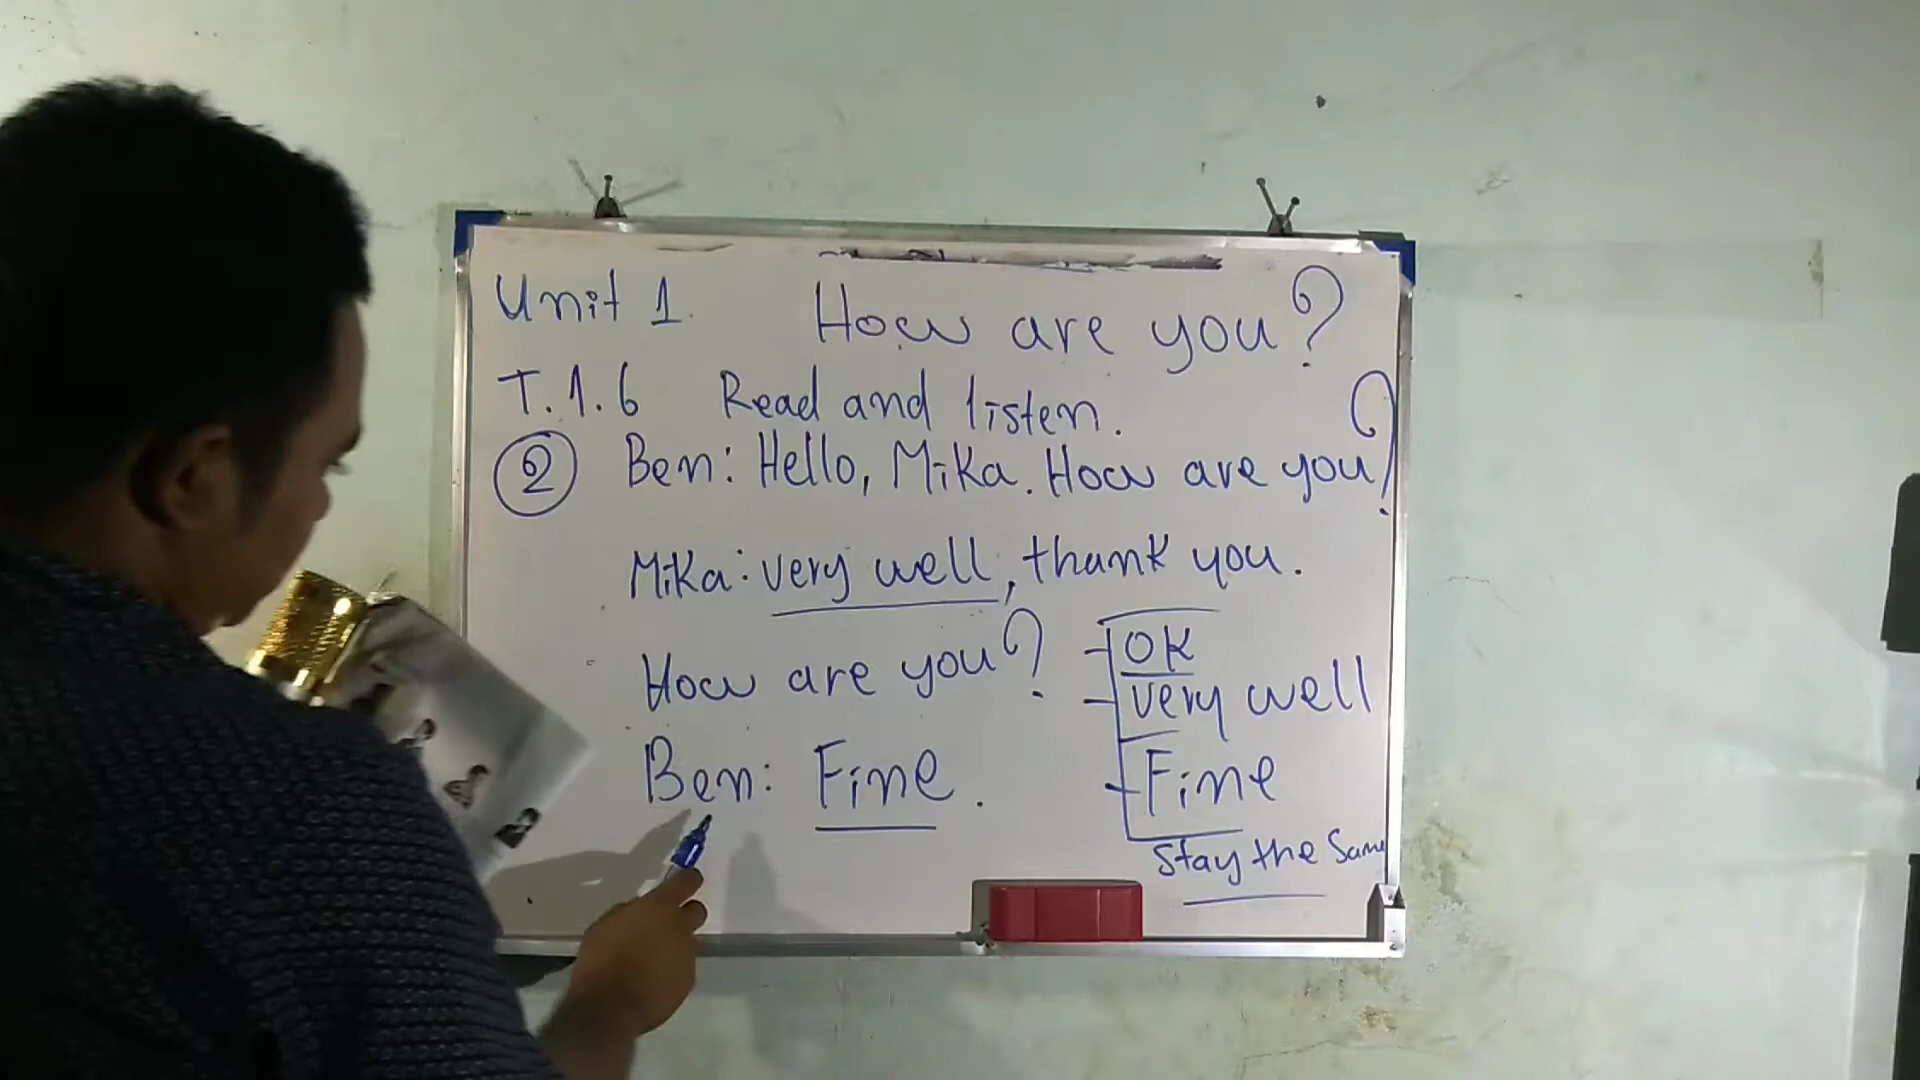 Unit 1. How are you?
T.1.6 Read and listen.
2 Ben: Hello, Mika. How are you?
Mika: very well, thank you.
How are you?
Ben: Fine.
OK
very well
Fine
Stay the Same